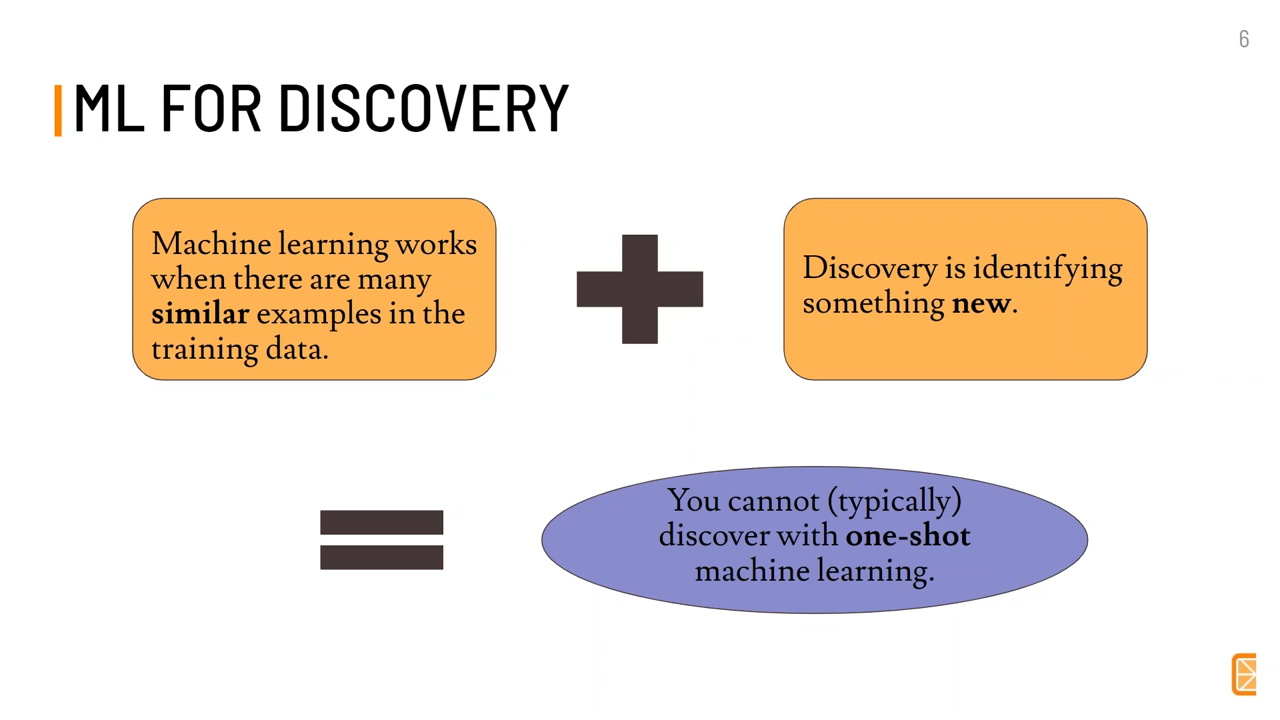 6
ML FOR DISCOVERY
Machine learning works
when there are many
similar examples in the
training data.
Discovery is identifying
something new.
You cannot (typically)
discover with one-shot
machine learning.